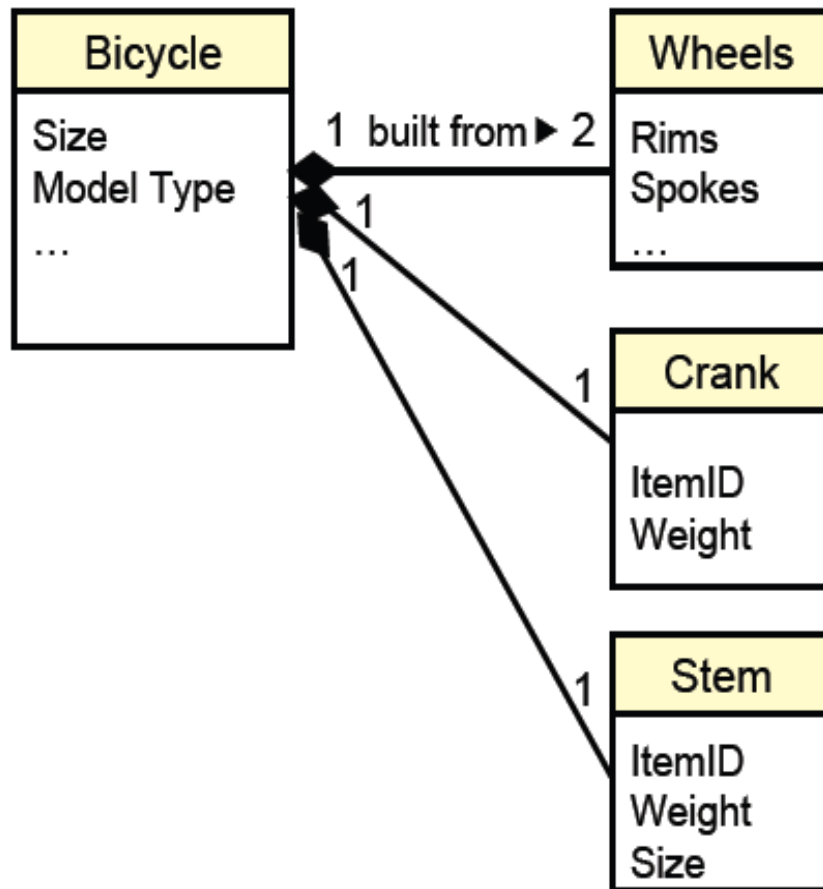 Bicycle
Size
Model Type
...
1 built from ▶ 2
1
1
1
1
Wheels
Rims
Spokes
...
Crank
ItemID
Weight
Stem
ItemID
Weight
Size